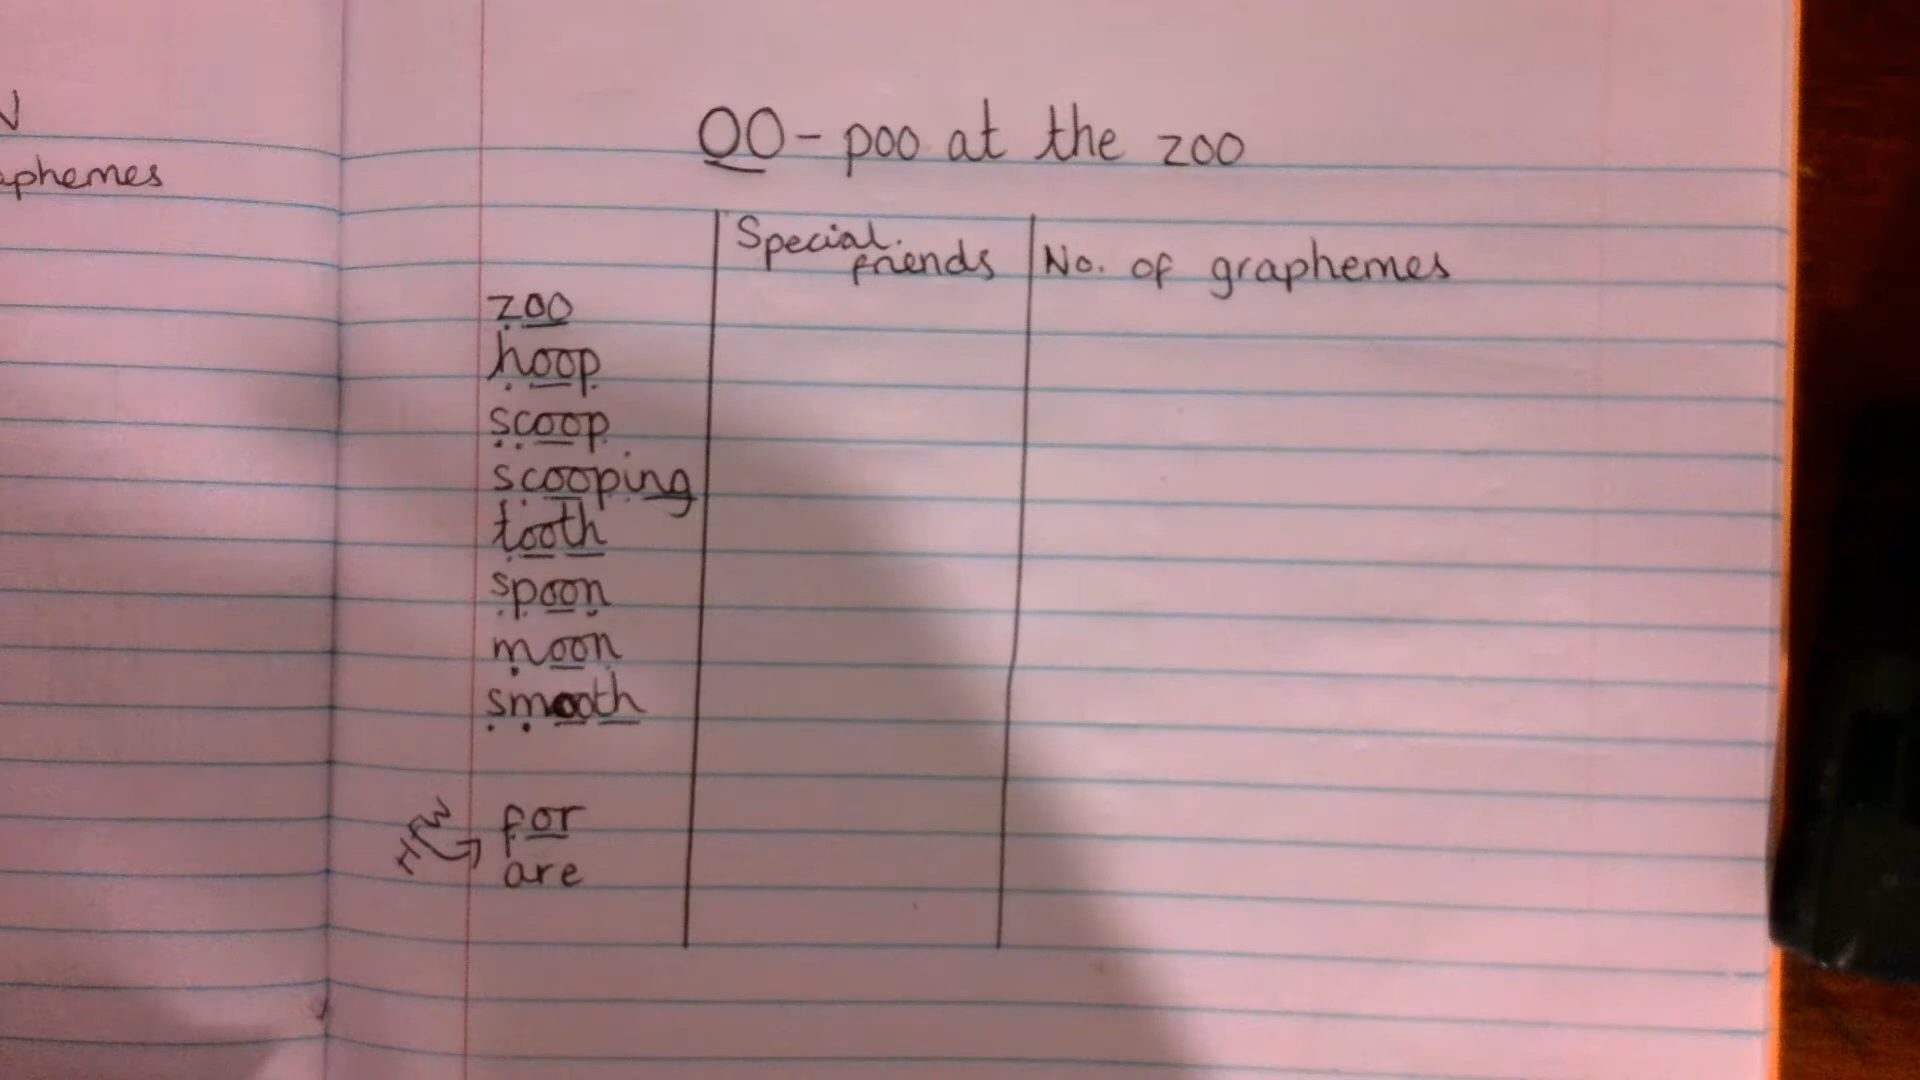 aphemes
OO - poo at the zoo
Special friends
No. of graphemes
zoo
hoop
scoop
scooping
tooth
spoon
moon
smooth
for
are